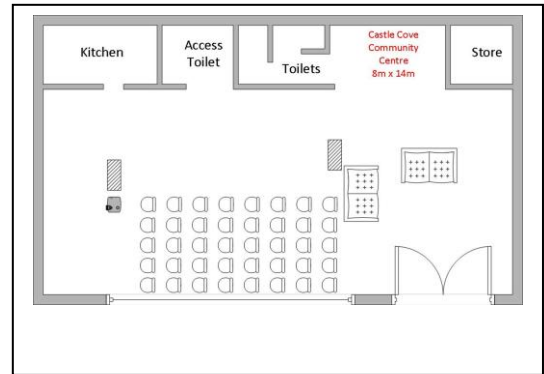 Kitchen
Access
Toilet
Toilets
Castle Cove
Community
Centre
8m x 14m
Store